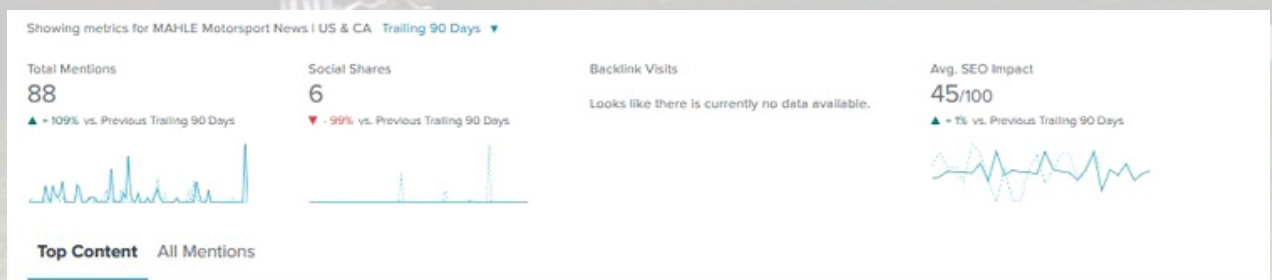 Showing metrics for MAHLE Motorsport News | US & CA Trailing 90 Days ▼
Total Mentions
88
▲ + 109% vs. Previous Trailing 90 Days
Social Shares
6
▼ - 99% vs. Previous Trailing 90 Days
Backlink Visits
Looks like there is currently no data available.
Avg. SEO Impact
45/100
▲ + 1% vs. Previous Trailing 90 Days
Top Content All Mentions